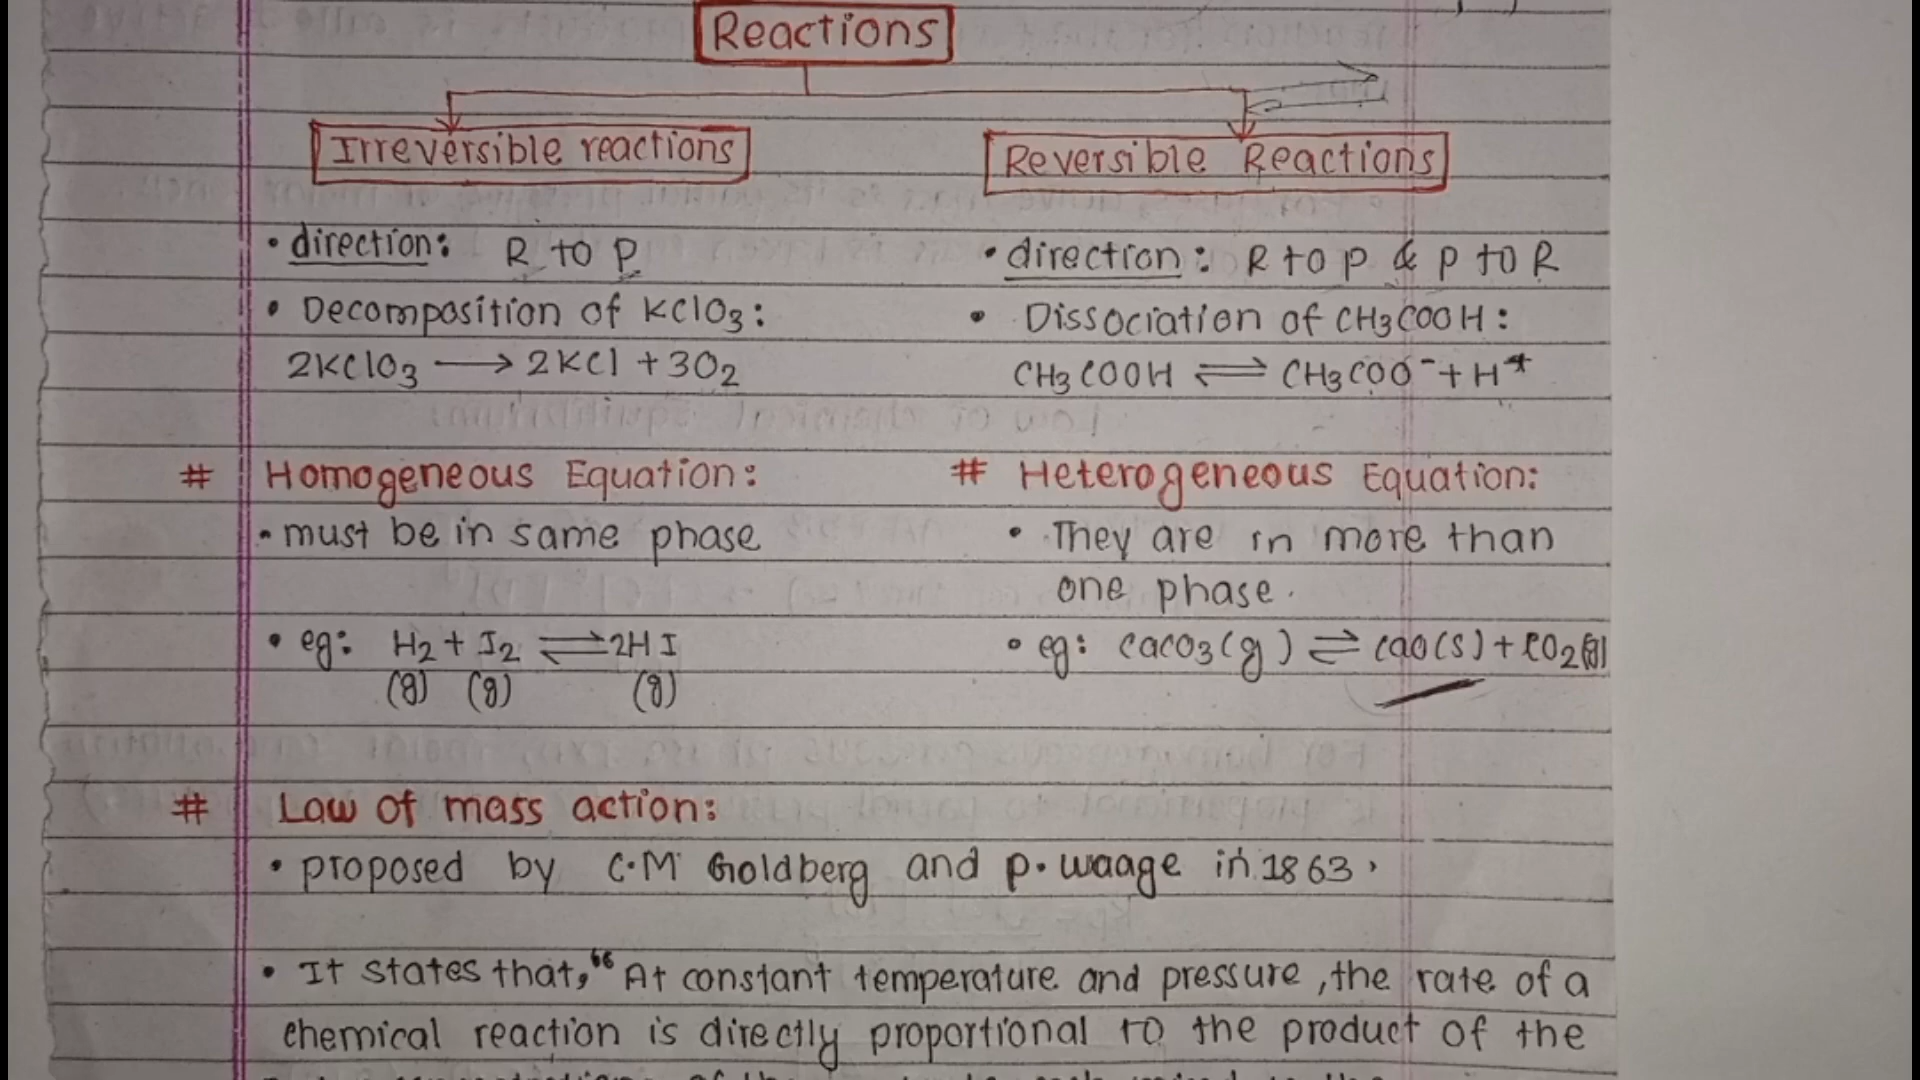 Reactions
Irreversible reactions
Reversible Reactions
• direction: R to P
• direction: R to P & P to R
• Decomposition of KClO3:
• Dissociation of CH3COOH:
2KClO3 ⟶ 2KCl + 3O2
CH3COOH ⇌ CH3COO⁻ + H⁺
# Homogeneous Equation:
# Heterogeneous Equation:
• must be in same phase
• They are in more than
one phase.
• eg: H2 + I2 ⇌ 2HI
(g) (g) (g)
• eg: CaCO3(g) ⇌ CaO(s) + CO2(g)
# Law of mass action:
• proposed by C.M Goldberg and P. Waage in 1863.
• It states that, “At constant temperature and pressure, the rate of a
chemical reaction is directly proportional to the product of the